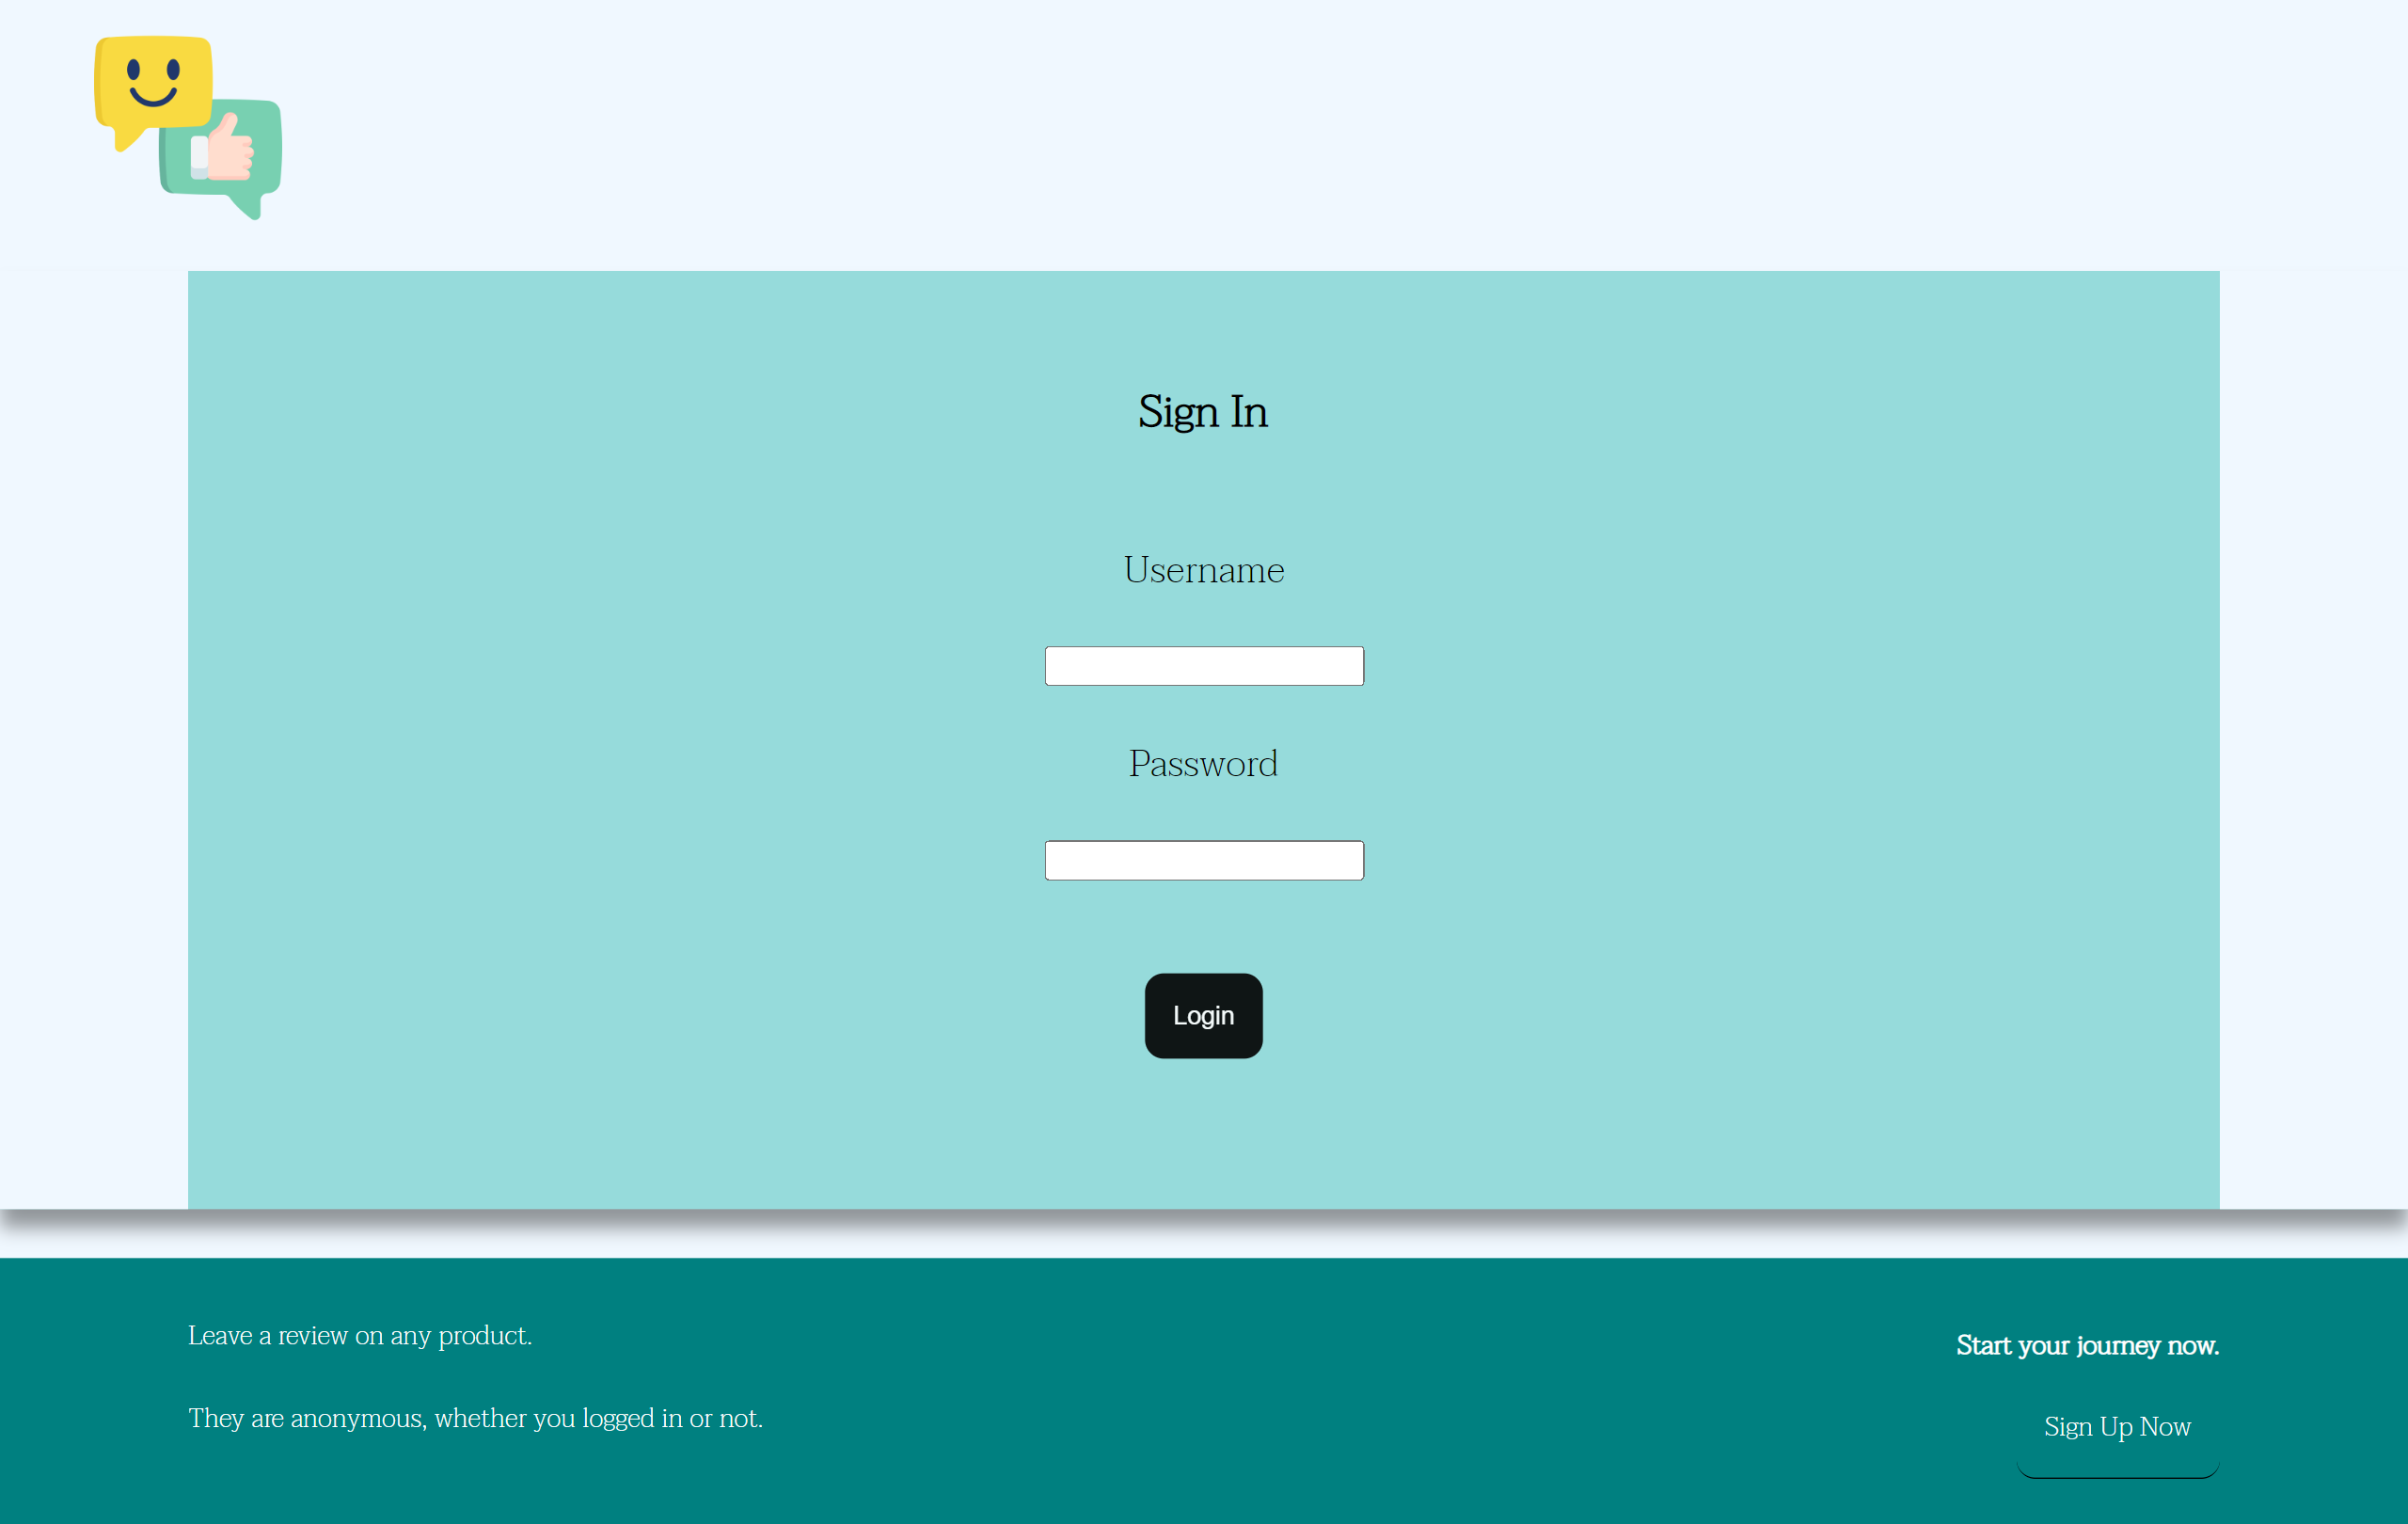 Sign In
Username
Password
Login
Leave a review on any product.
They are anonymous, whether you logged in or not.
Start your journey now.
Sign Up Now